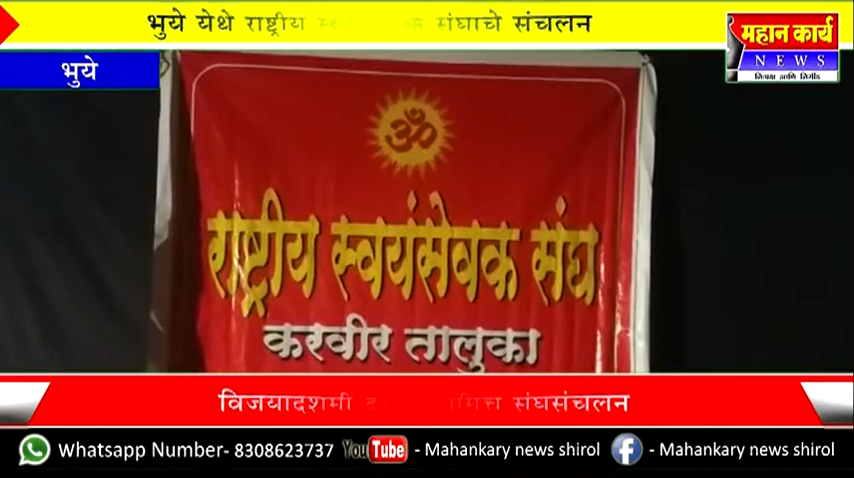 भुये येथे राष्ट्रीय संघाचे संचलन
महान कार्य
NEWS
भुये
ॐ
राष्ट्रीय स्वयंसेवक संघ
करवीर तालुका
विजयादशमी संघसंचलन
Whatsapp Number- 8308623737 YouTube - Mahankary news shirol - Mahankary news shirol